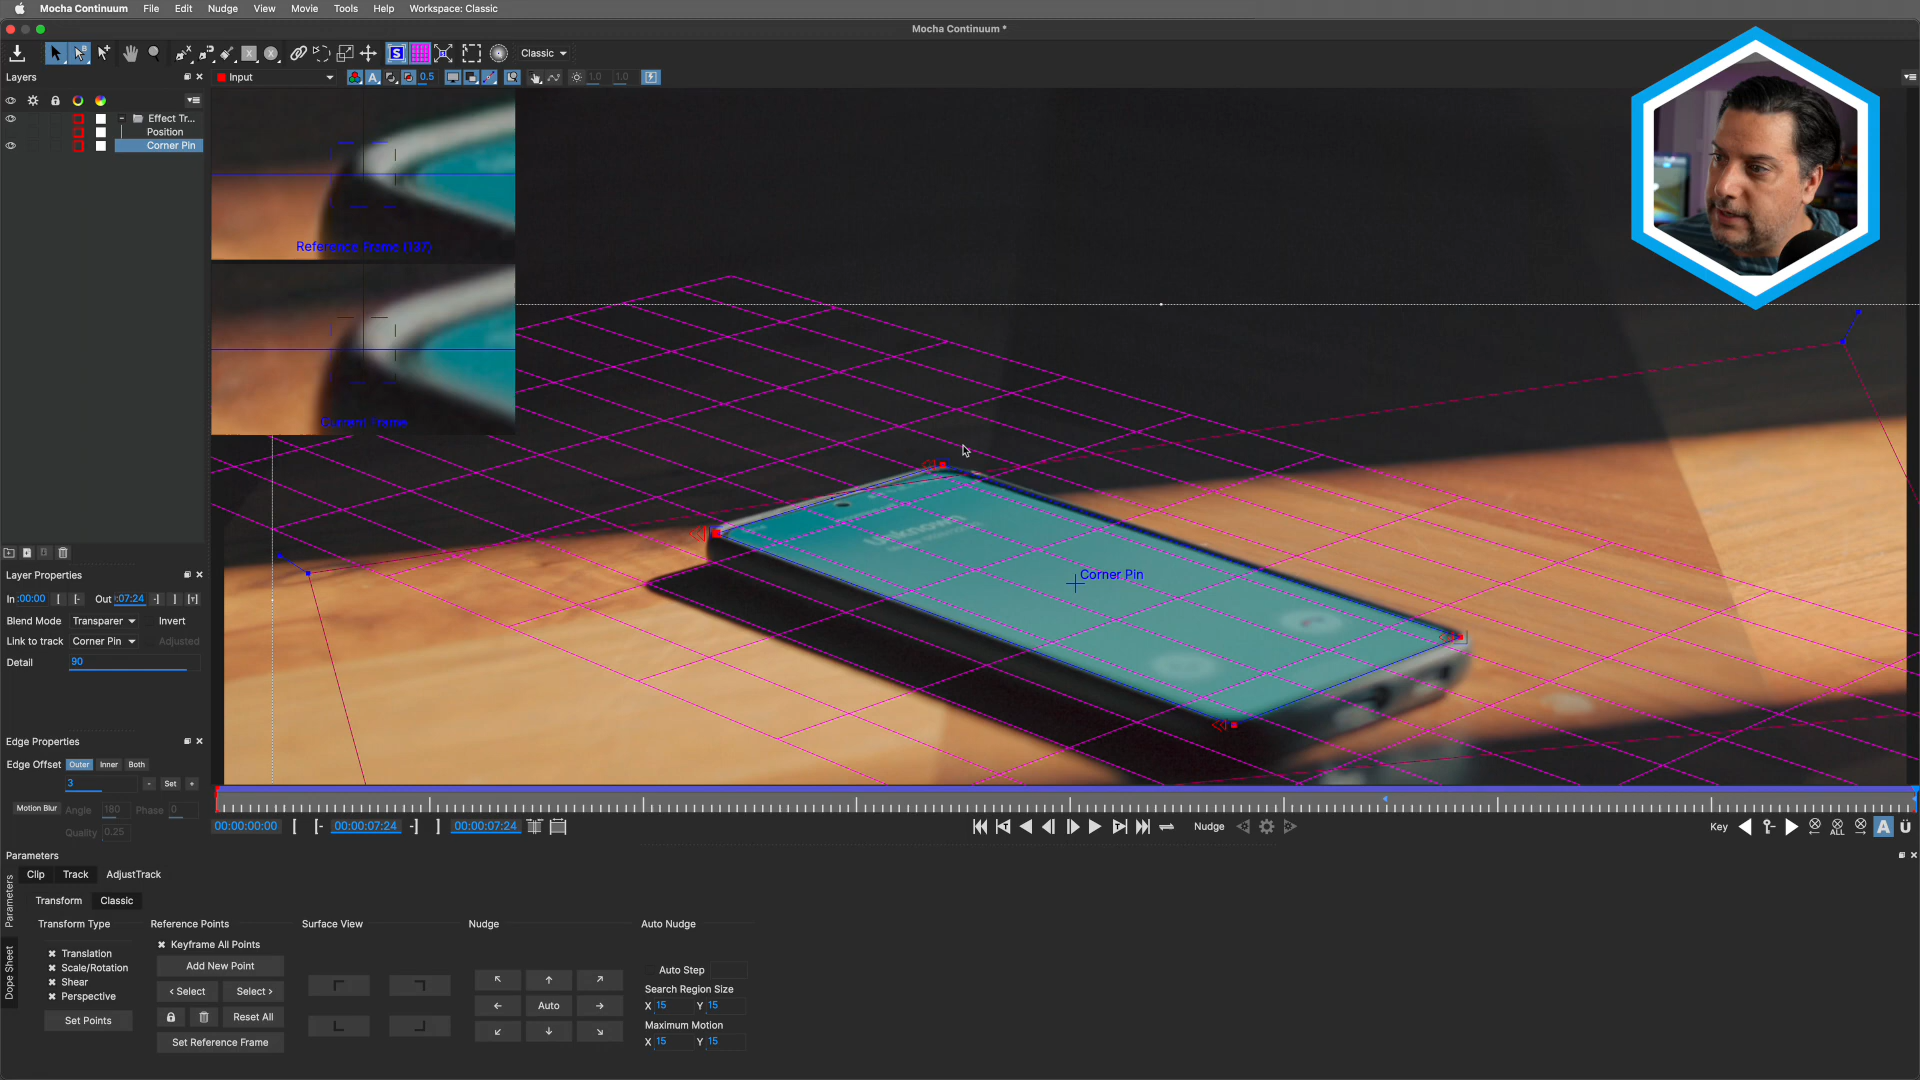 Mocha Continuum File Edit Nudge View Movie Tools Help Workspace: Classic
Mocha Continuum *
Classic
Layers
Input
0.5
1.0 1.0
Effect Tr...
Position
Corner Pin
Reference Frame (137)
Current Frame
unknown
Corner Pin
Layer Properties
In :00:00 Out :07:24
Blend Mode Transparer Invert
Link to track Corner Pin Adjusted
Detail 90
Edge Properties
Edge Offset Outer Inner Both
3 - Set +
Motion Blur Angle 180 Phase 0
Quality 0.25
00:00:00:00 00:00:07:24 00:00:07:24 Nudge Key ALL A Ü
Parameters
Clip Track AdjustTrack
Parameters
Dope Sheet
Transform Classic
Transform Type Reference Points Surface View Nudge Auto Nudge
Keyframe All Points
Translation
Scale/Rotation
Shear
Perspective
Set Points
Add New Point
< Select Select >
Reset All
Set Reference Frame
Auto
Auto Step
Search Region Size
X 15 Y 15
Maximum Motion
X 15 Y 15